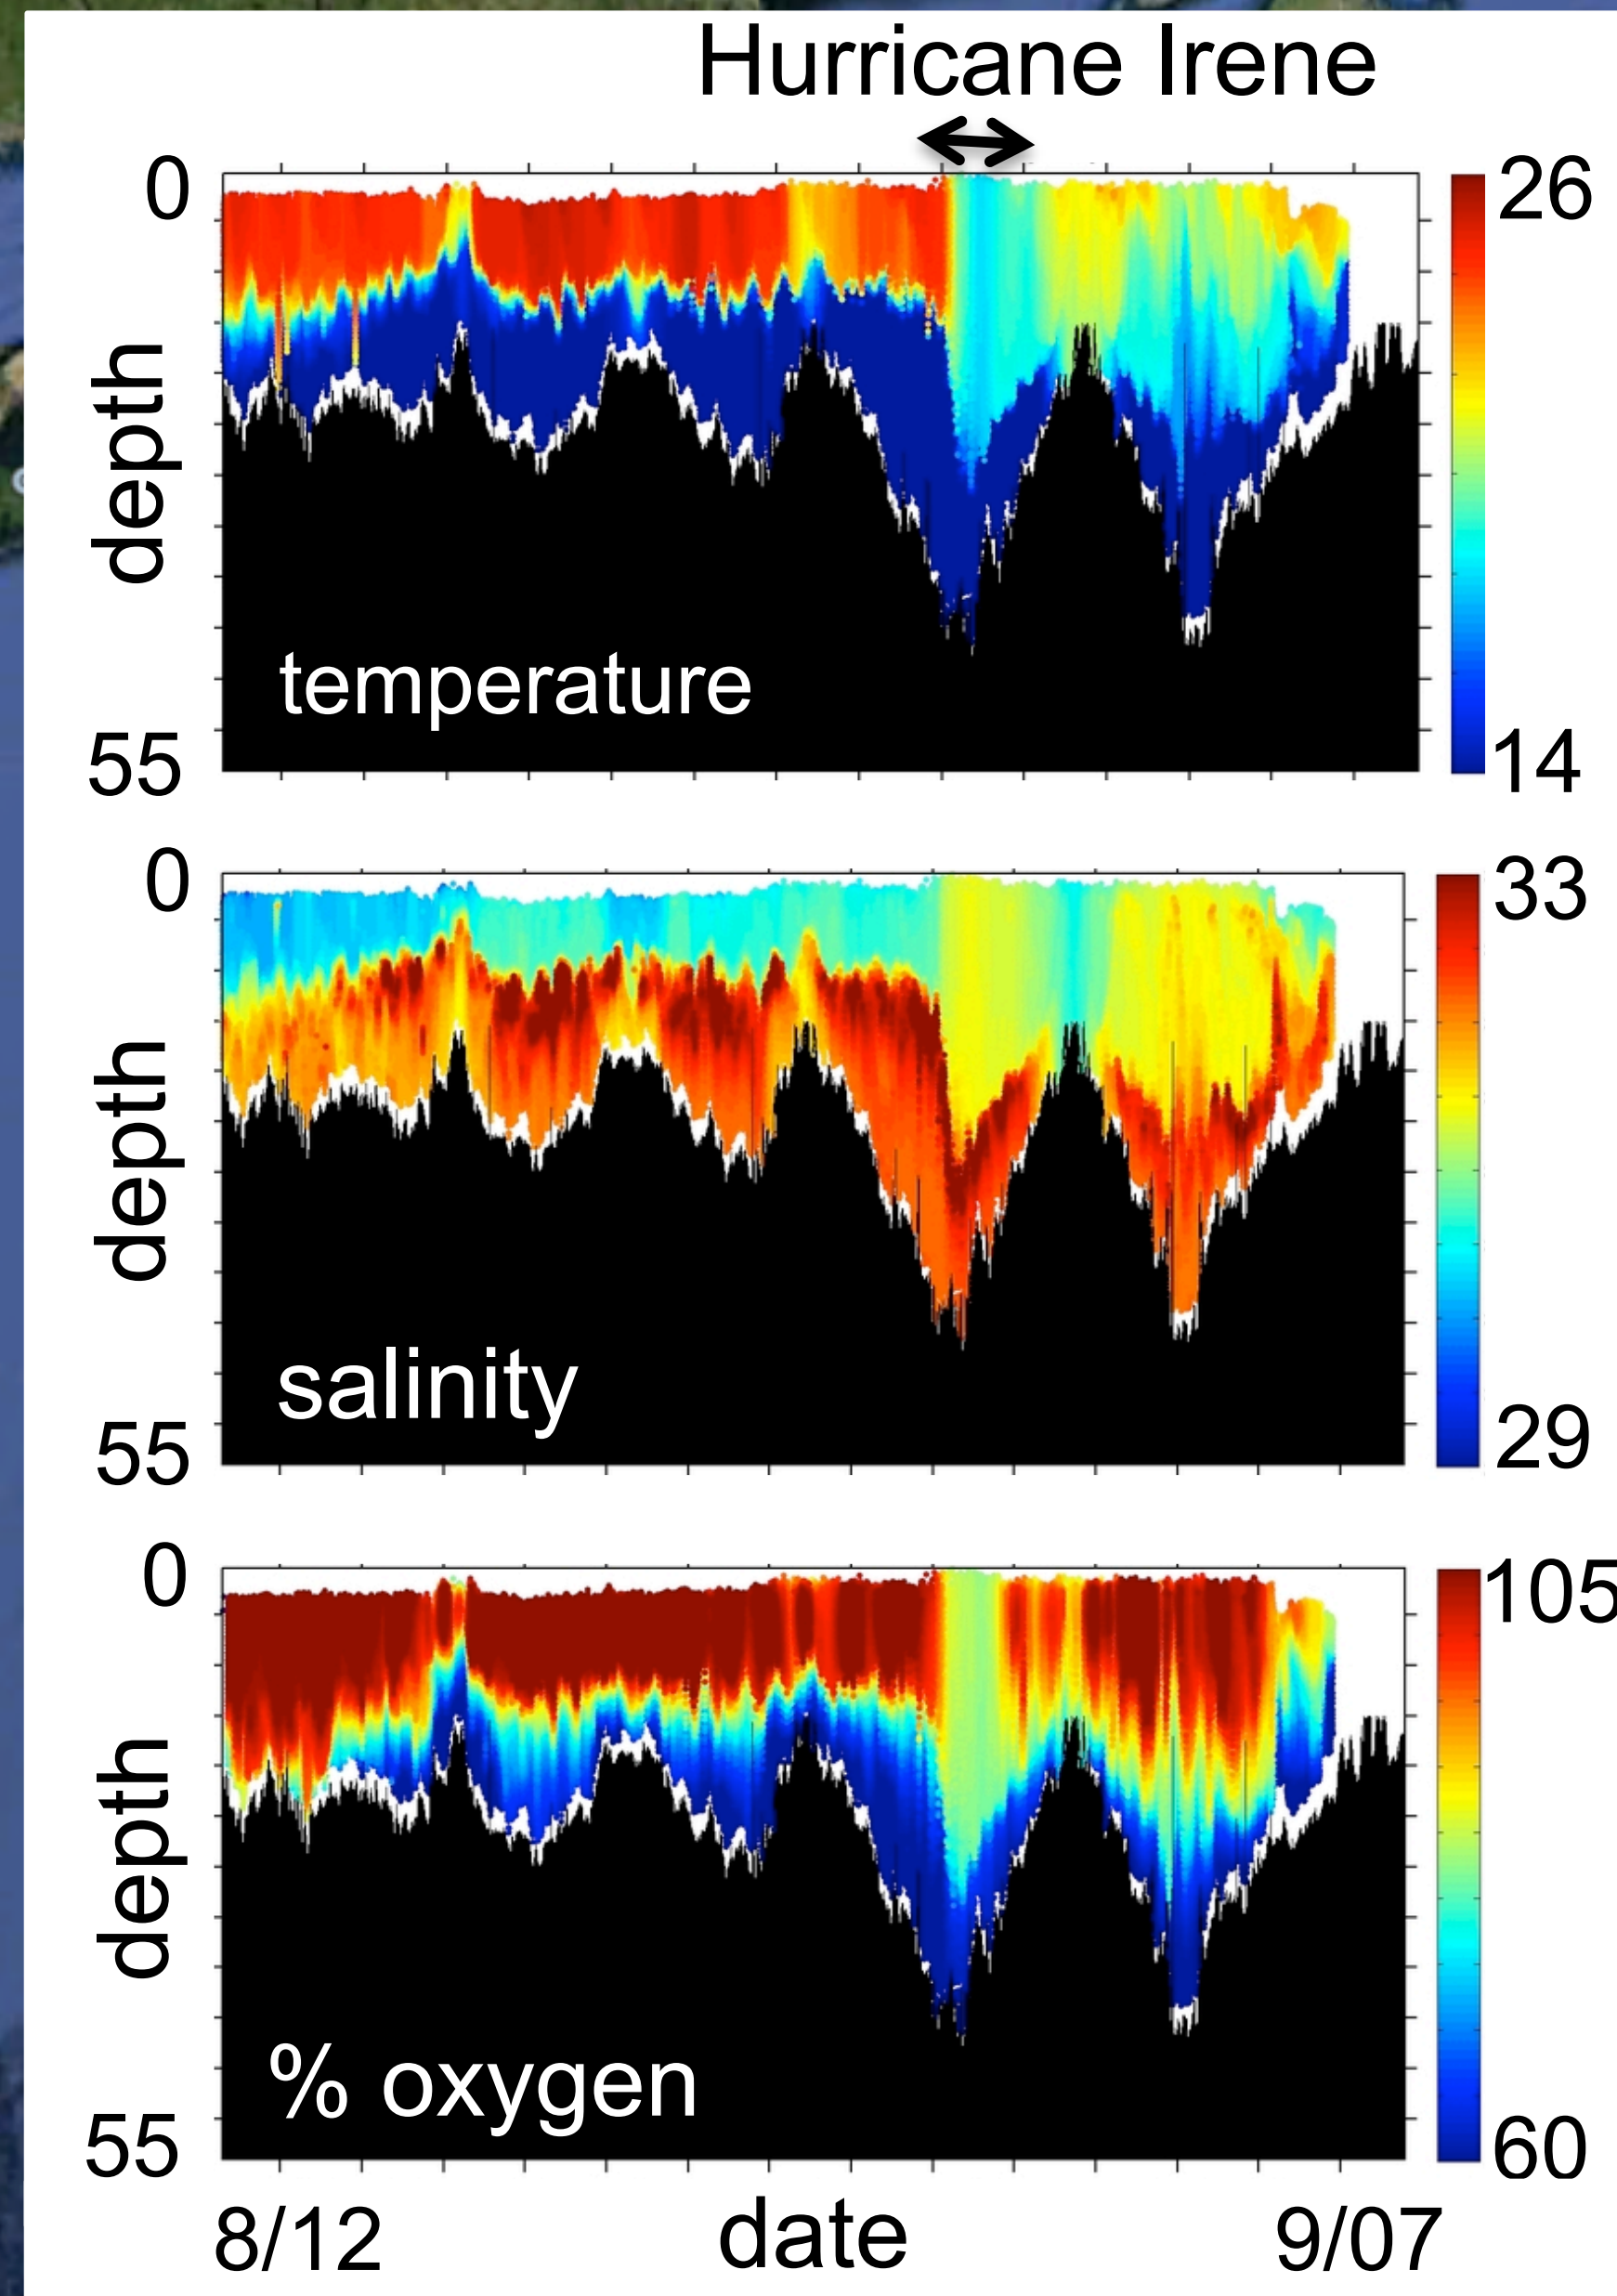 Hurricane Irene
0
26
depth
temperature
55
14
0
33
depth
salinity
55
29
0
105
depth
% oxygen
55
60
8/12
date
9/07